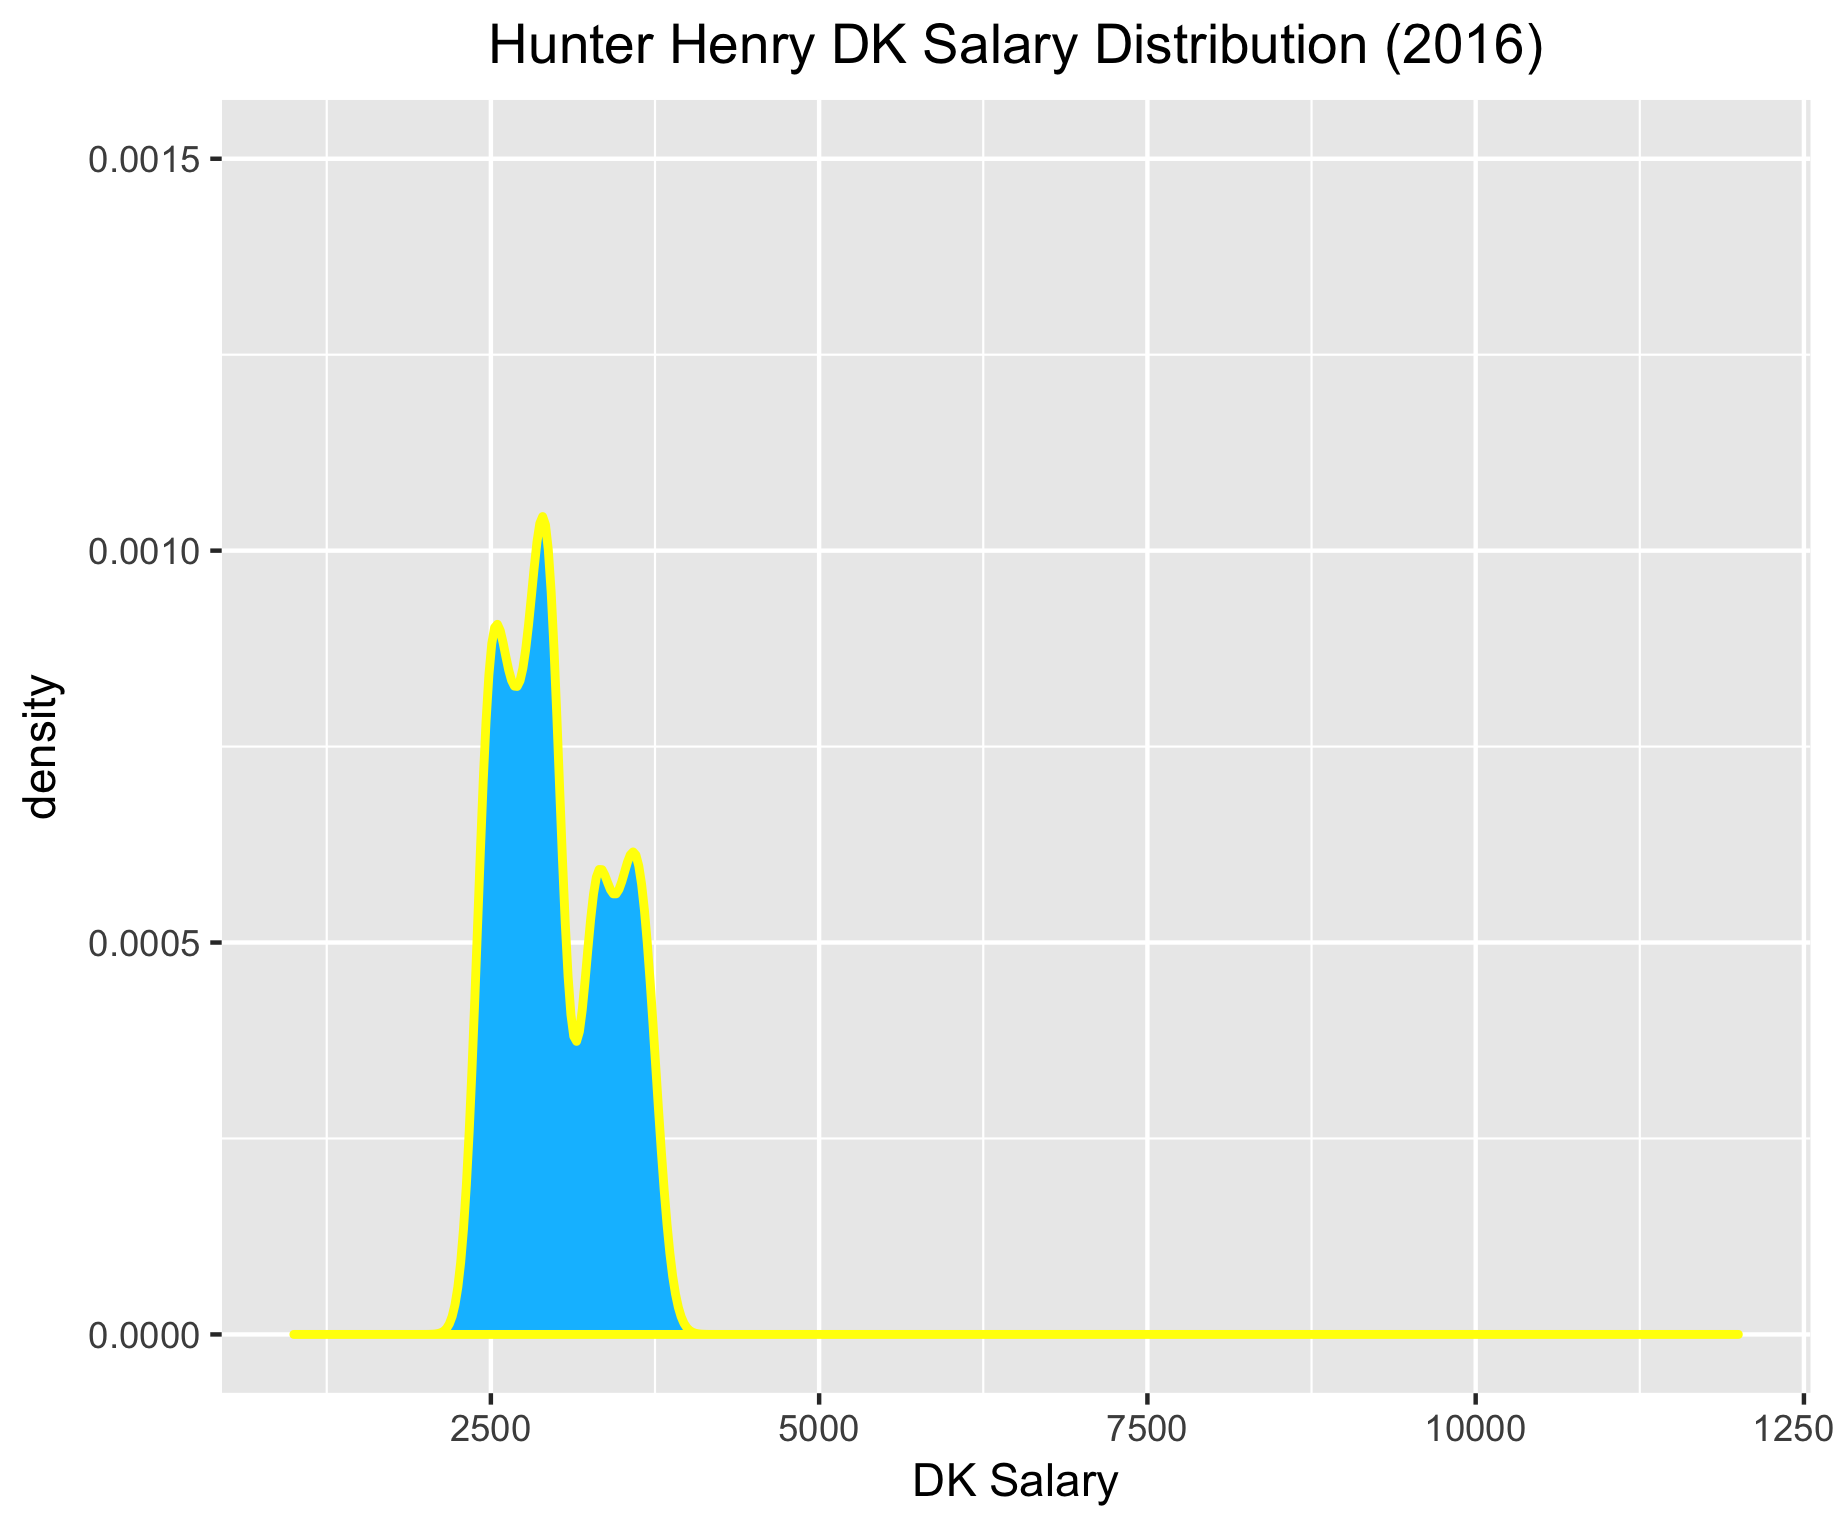 Hunter Henry DK Salary Distribution (2016)
0.0015
0.0010
0.0005
0.0000
density
2500 5000 7500 10000 1250
DK Salary